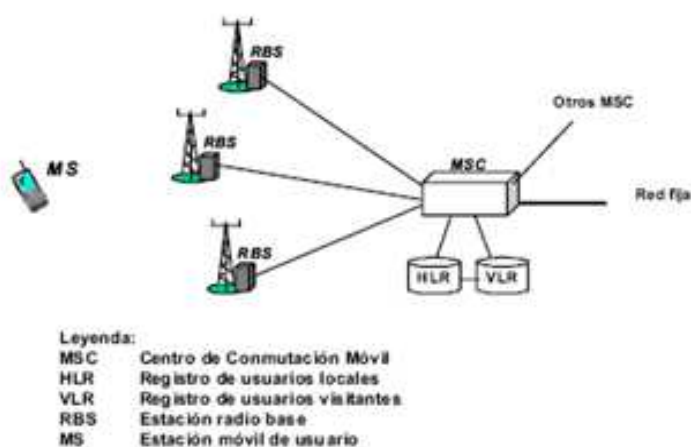 RBS
Otros MSC
RBS
MS
MSC
Red fija
RBS
HLR
VLR
Leyenda:
MSC Centro de Conmutación Móvil
HLR Registro de usuarios locales
VLR Registro de usuarios visitantes
RBS Estación radio base
MS Estación móvil de usuario